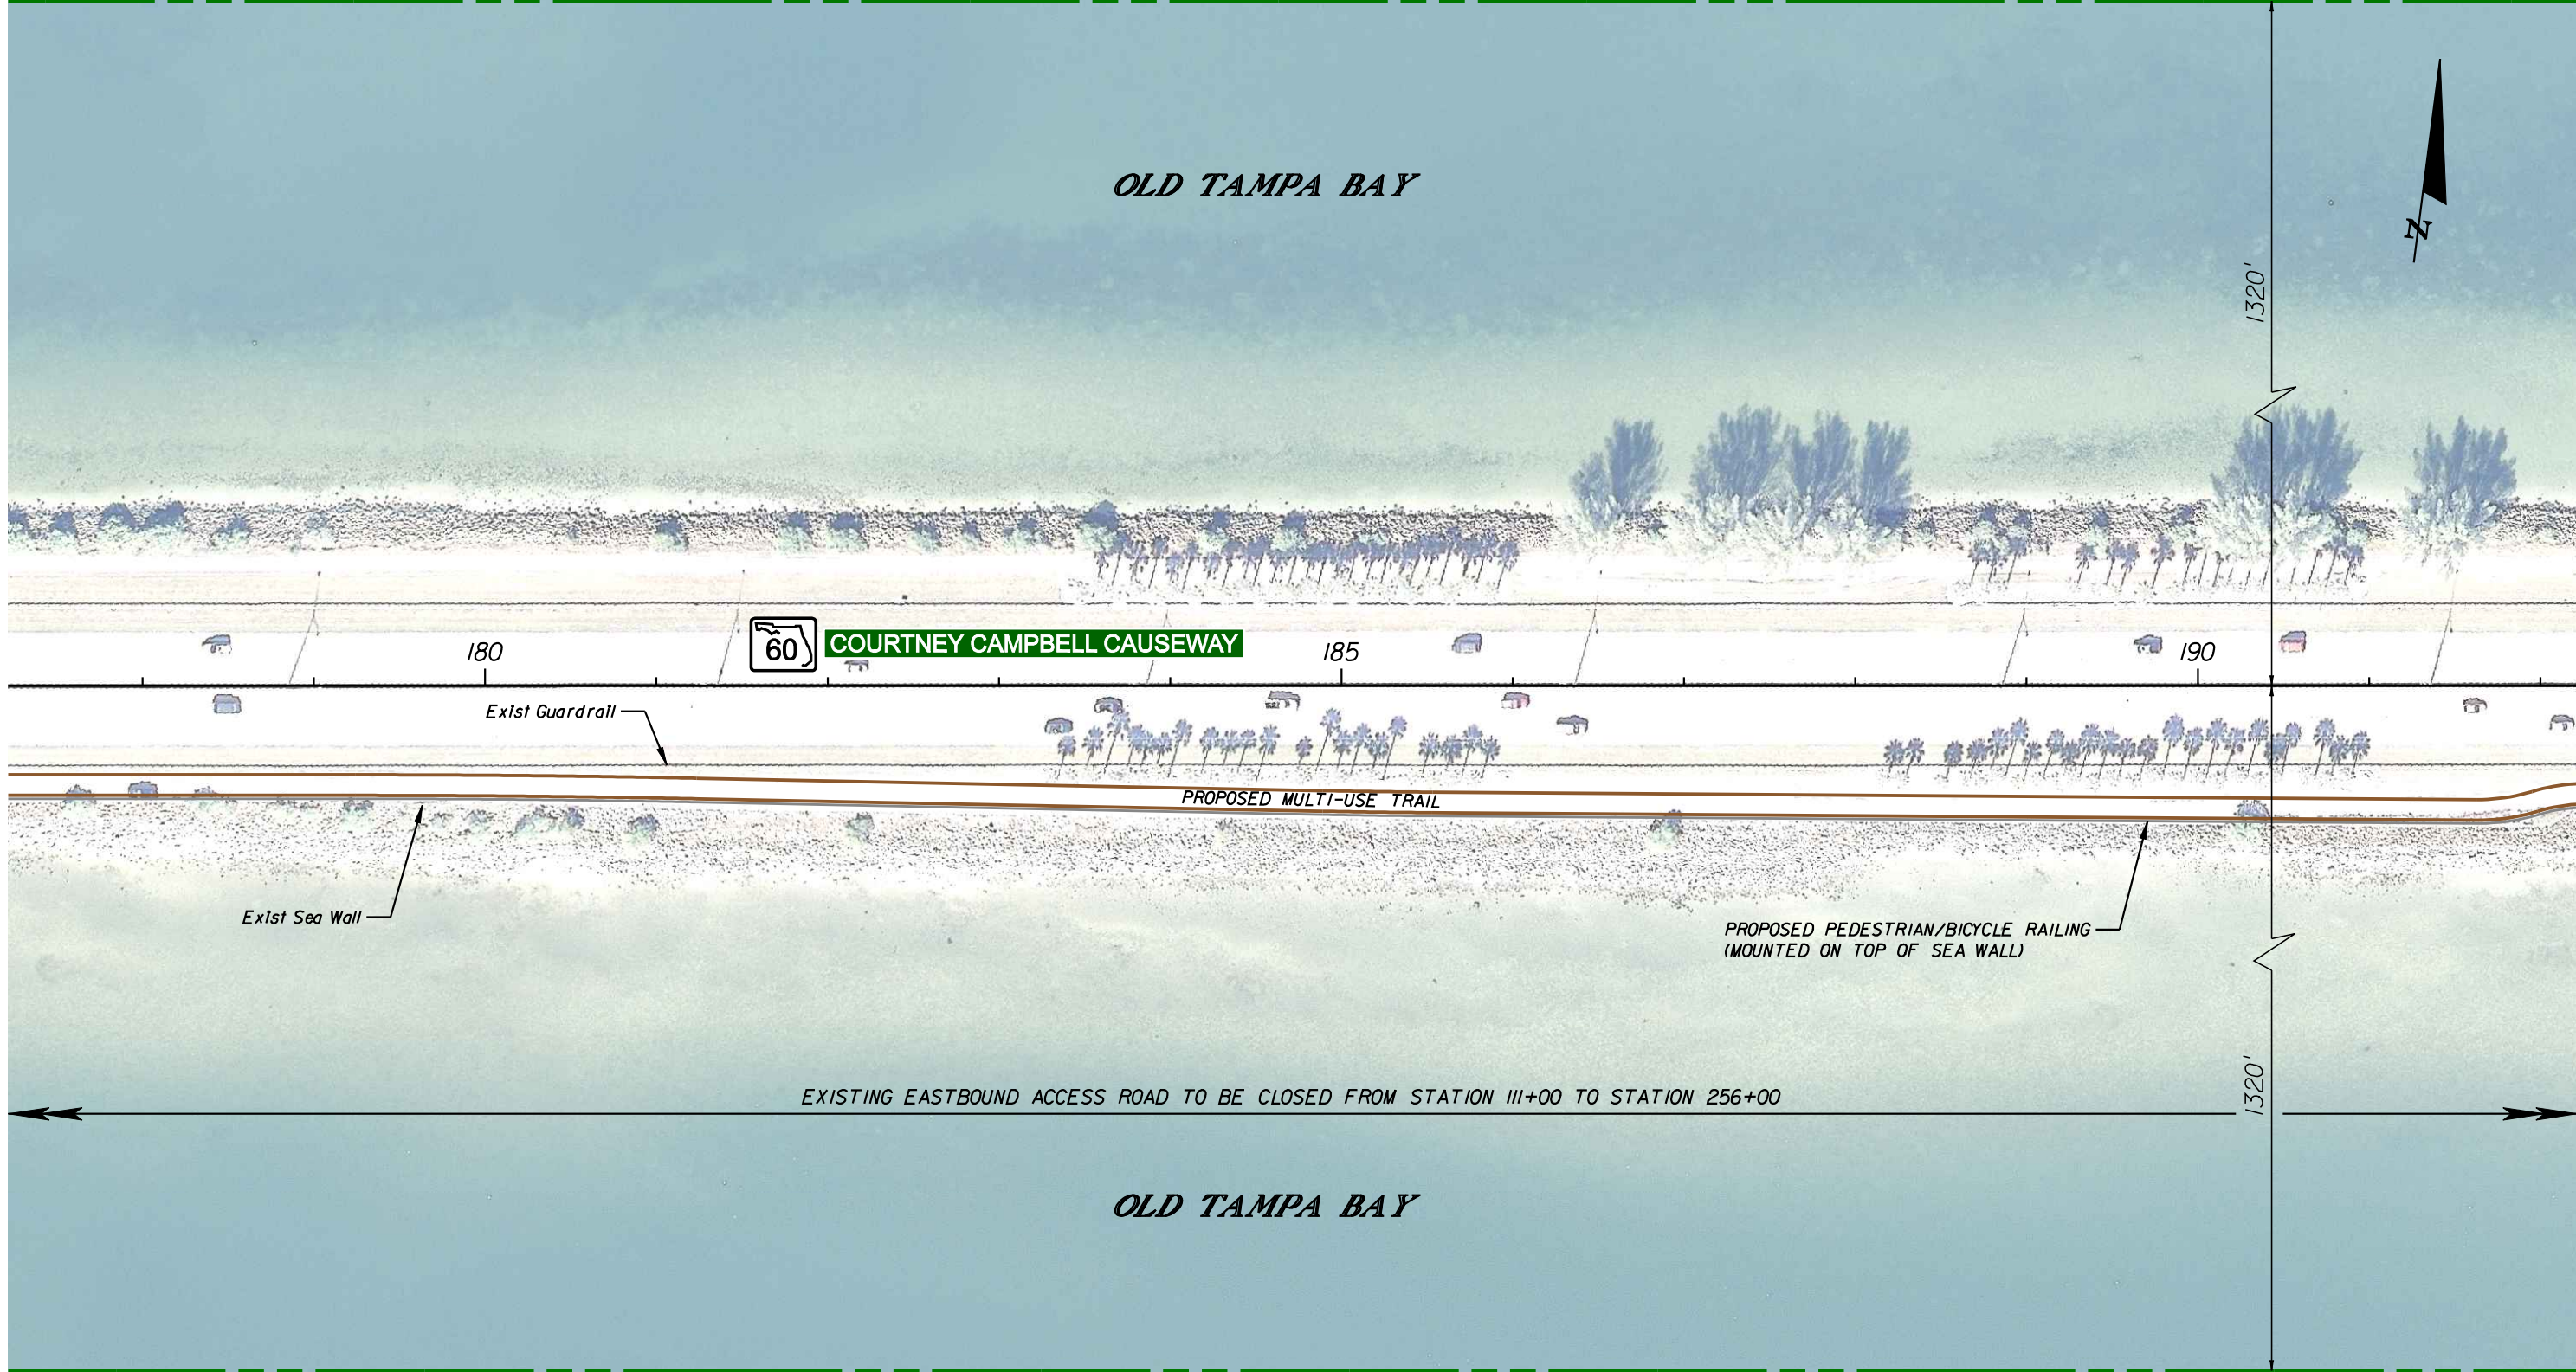 OLD TAMPA BAY
N
1320'
60
COURTNEY CAMPBELL CAUSEWAY
180
185
190
Exist Guardrail
PROPOSED MULTI-USE TRAIL
Exist Sea Wall
PROPOSED PEDESTRIAN/BICYCLE RAILING
(MOUNTED ON TOP OF SEA WALL)
1320'
EXISTING EASTBOUND ACCESS ROAD TO BE CLOSED FROM STATION 111+00 TO STATION 256+00
OLD TAMPA BAY